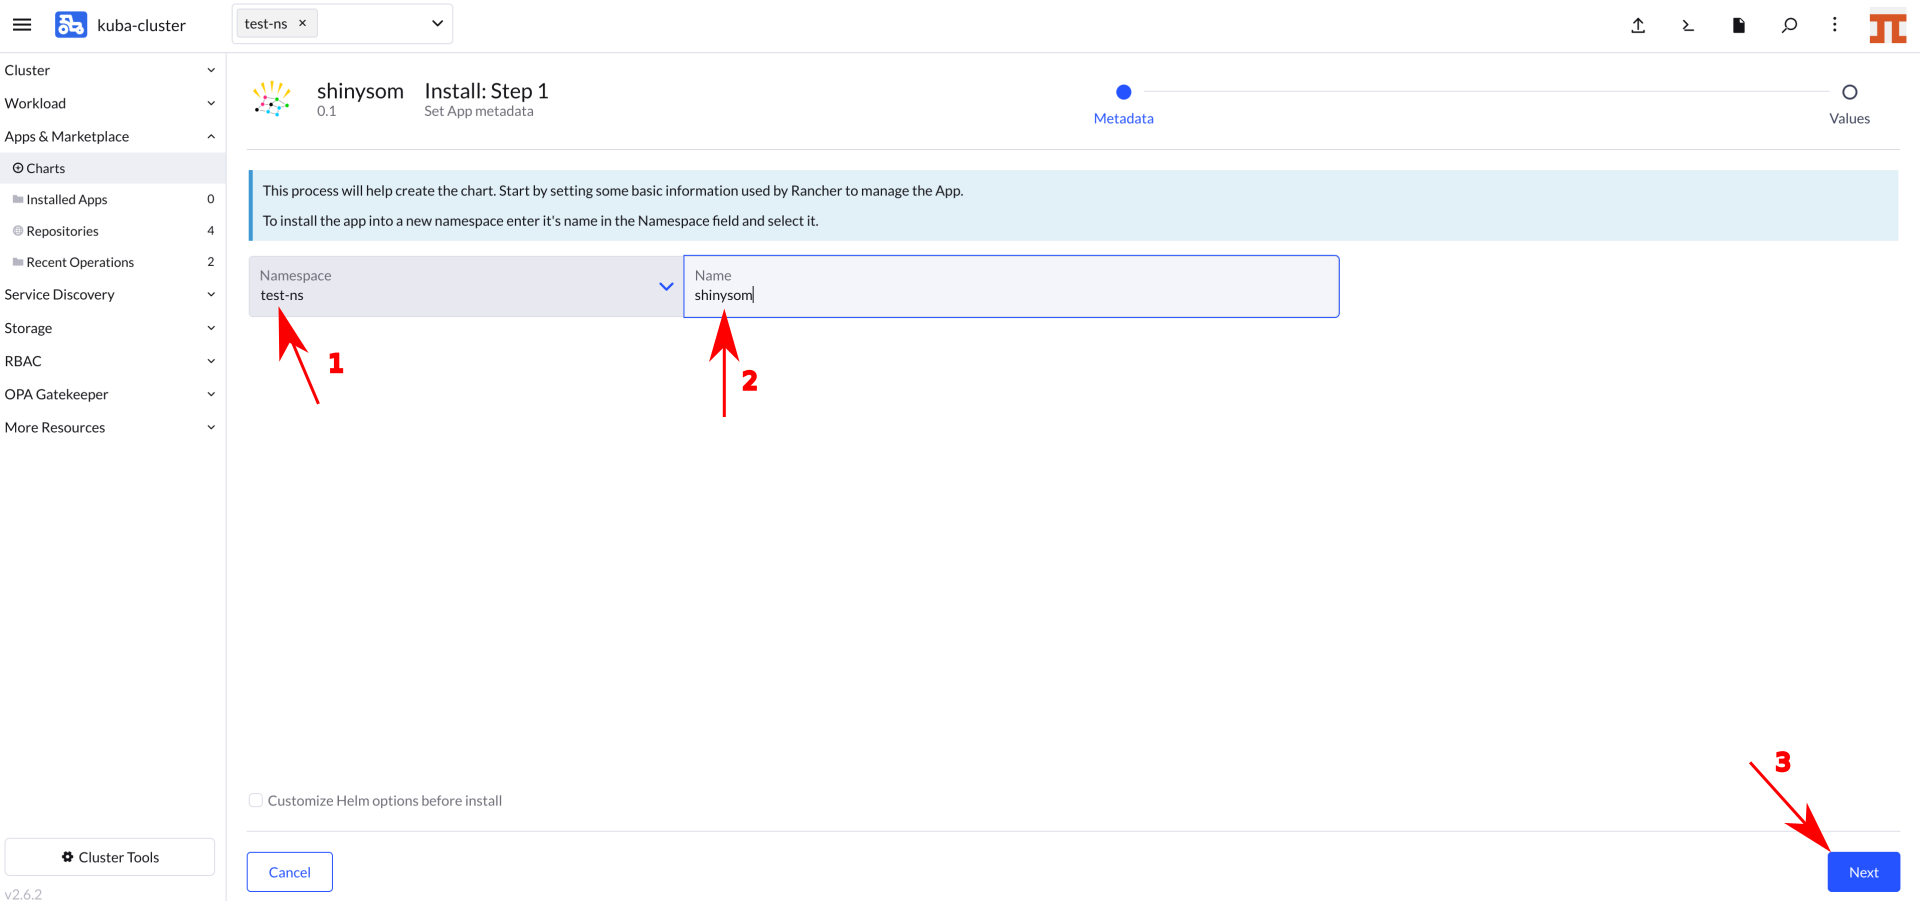 kuba-cluster
test-ns ×
Cluster
Workload
Apps & Marketplace
Charts
Installed Apps 0
Repositories 4
Recent Operations 2
Service Discovery
Storage
RBAC
OPA Gatekeeper
More Resources
Cluster Tools
v2.6.2
shinysom
0.1
Install: Step 1
Set App metadata
Metadata
Values
This process will help create the chart. Start by setting some basic information used by Rancher to manage the App.
To install the app into a new namespace enter it's name in the Namespace field and select it.
Namespace
test-ns
Name
shinysom
1
2
3
Customize Helm options before install
Cancel
Next